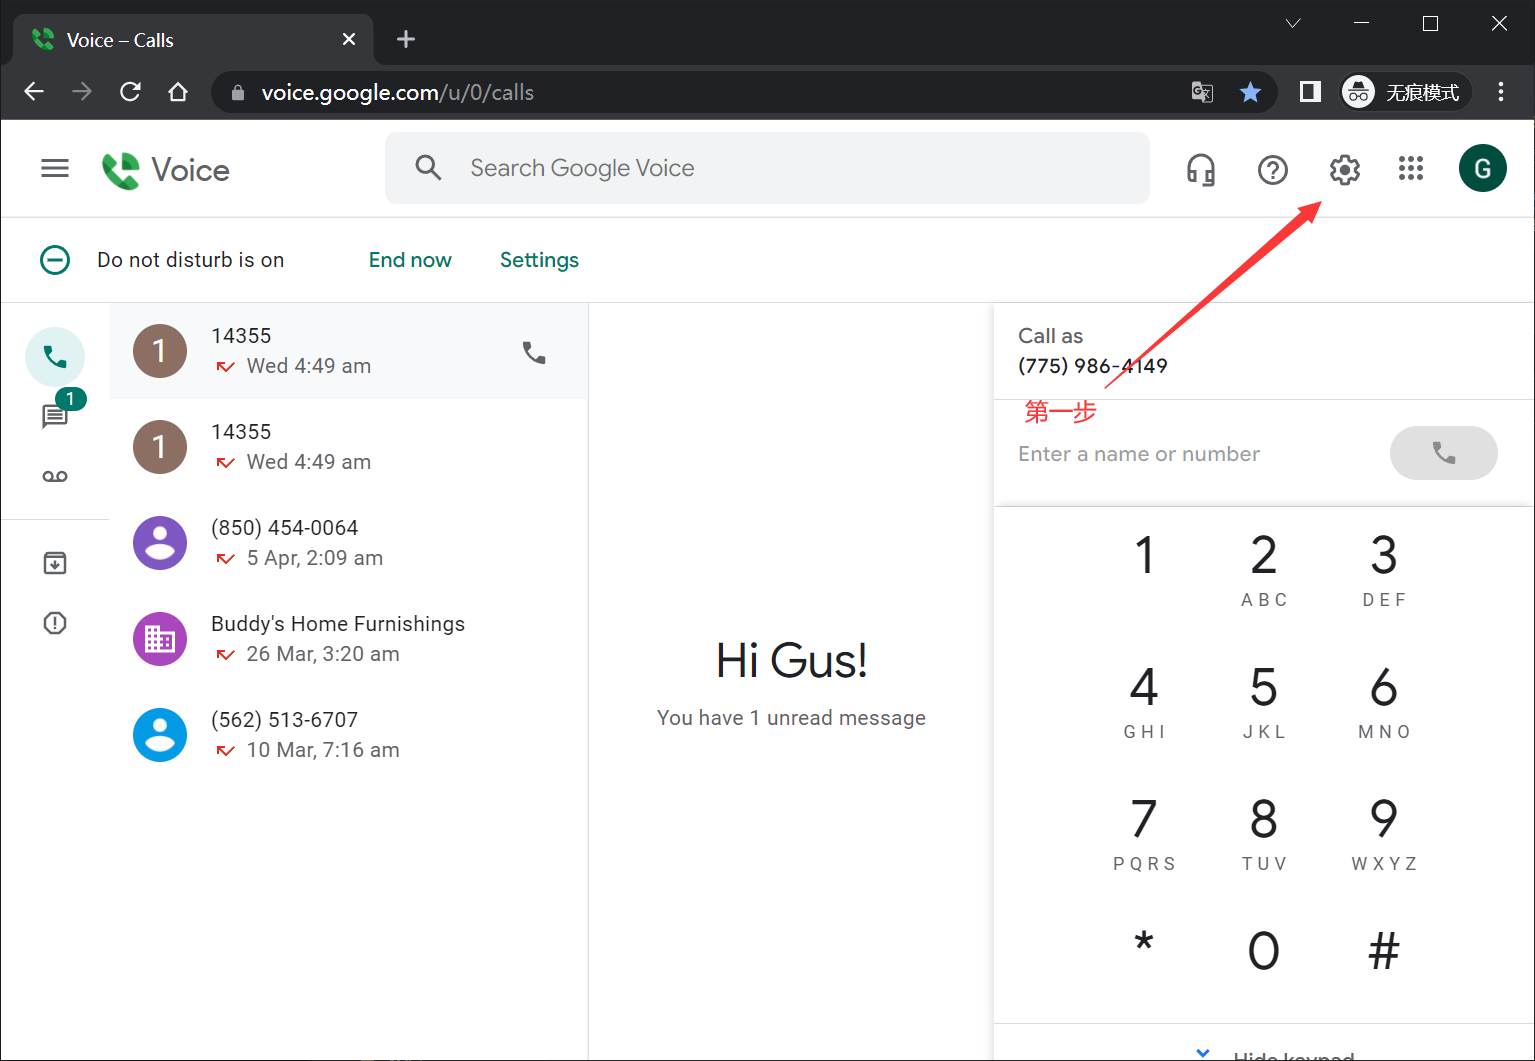 Voice – Calls
voice.google.com/u/0/calls
无痕模式
Voice
Search Google Voice
G
Do not disturb is on
End now
Settings
1
14355
Wed 4:49 am
1
1
14355
Wed 4:49 am
(850) 454-0064
5 Apr, 2:09 am
Buddy's Home Furnishings
26 Mar, 3:20 am
(562) 513-6707
10 Mar, 7:16 am
Hi Gus!
You have 1 unread message
Call as
(775) 986-4149
第一步
Enter a name or number
1 2 3
ABC DEF
4 5 6
GHI JKL MNO
7 8 9
PQRS TUV WXYZ
* 0 #
Hide keypad